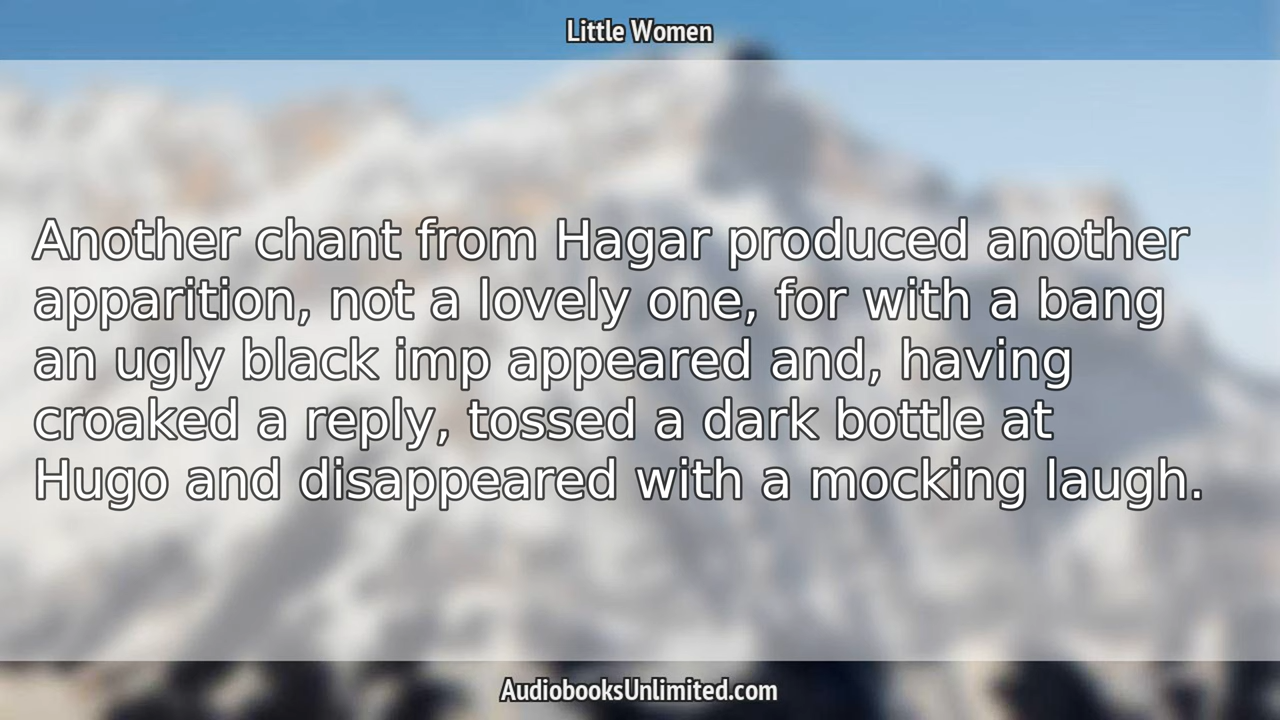 Little Women
Another chant from Hagar produced another
apparition, not a lovely one, for with a bang
an ugly black imp appeared and, having
croaked a reply, tossed a dark bottle at
Hugo and disappeared with a mocking laugh.
AudiobooksUnlimited.com